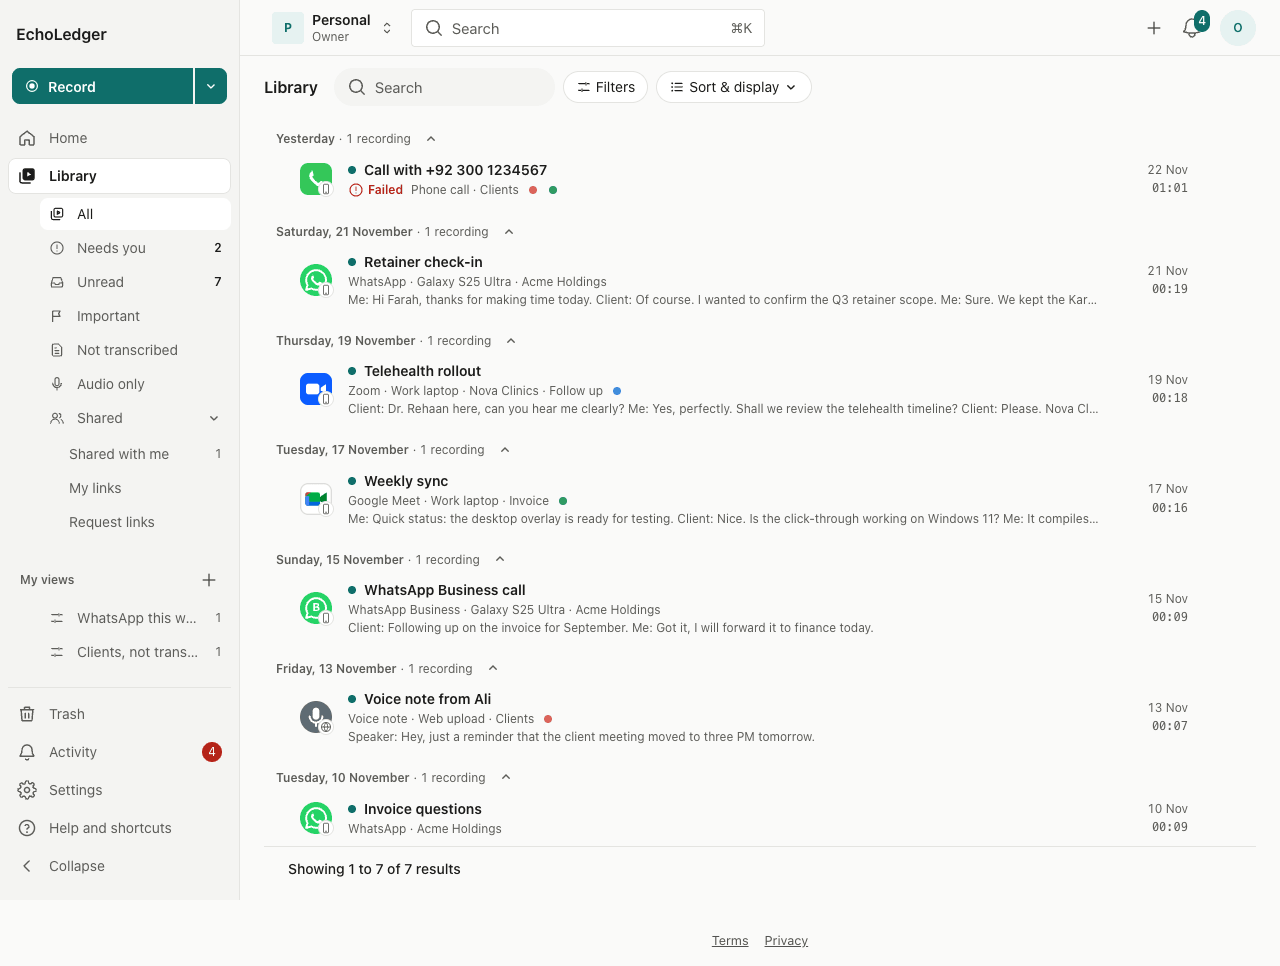 EchoLedger
Record
Home
Library
All
Needs you 2
Unread 7
Important
Not transcribed
Audio only
Shared
Shared with me 1
My links
Request links
My views
WhatsApp this w... 1
Clients, not trans... 1
Trash
Activity 4
Settings
Help and shortcuts
Collapse
P Personal
Owner
Search ⌘K
4
O
Library Search Filters Sort & display
Yesterday · 1 recording
Call with +92 300 1234567 22 Nov
Failed Phone call · Clients 01:01
Saturday, 21 November · 1 recording
Retainer check-in
WhatsApp · Galaxy S25 Ultra · Acme Holdings 21 Nov
Me: Hi Farah, thanks for making time today. Client: Of course. I wanted to confirm the Q3 retainer scope. Me: Sure. We kept the Kar... 00:19
Thursday, 19 November · 1 recording
Telehealth rollout
Zoom · Work laptop · Nova Clinics · Follow up 19 Nov
Client: Dr. Rehaan here, can you hear me clearly? Me: Yes, perfectly. Shall we review the telehealth timeline? Client: Please. Nova Cl... 00:18
Tuesday, 17 November · 1 recording
Weekly sync
Google Meet · Work laptop · Invoice 17 Nov
Me: Quick status: the desktop overlay is ready for testing. Client: Nice. Is the click-through working on Windows 11? Me: It compiles... 00:16
Sunday, 15 November · 1 recording
B
WhatsApp Business call
WhatsApp Business · Galaxy S25 Ultra · Acme Holdings 15 Nov
Client: Following up on the invoice for September. Me: Got it, I will forward it to finance today. 00:09
Friday, 13 November · 1 recording
Voice note from Ali
Voice note · Web upload · Clients 13 Nov
Speaker: Hey, just a reminder that the client meeting moved to three PM tomorrow. 00:07
Tuesday, 10 November · 1 recording
Invoice questions 10 Nov
WhatsApp · Acme Holdings 00:09
Showing 1 to 7 of 7 results
Terms Privacy